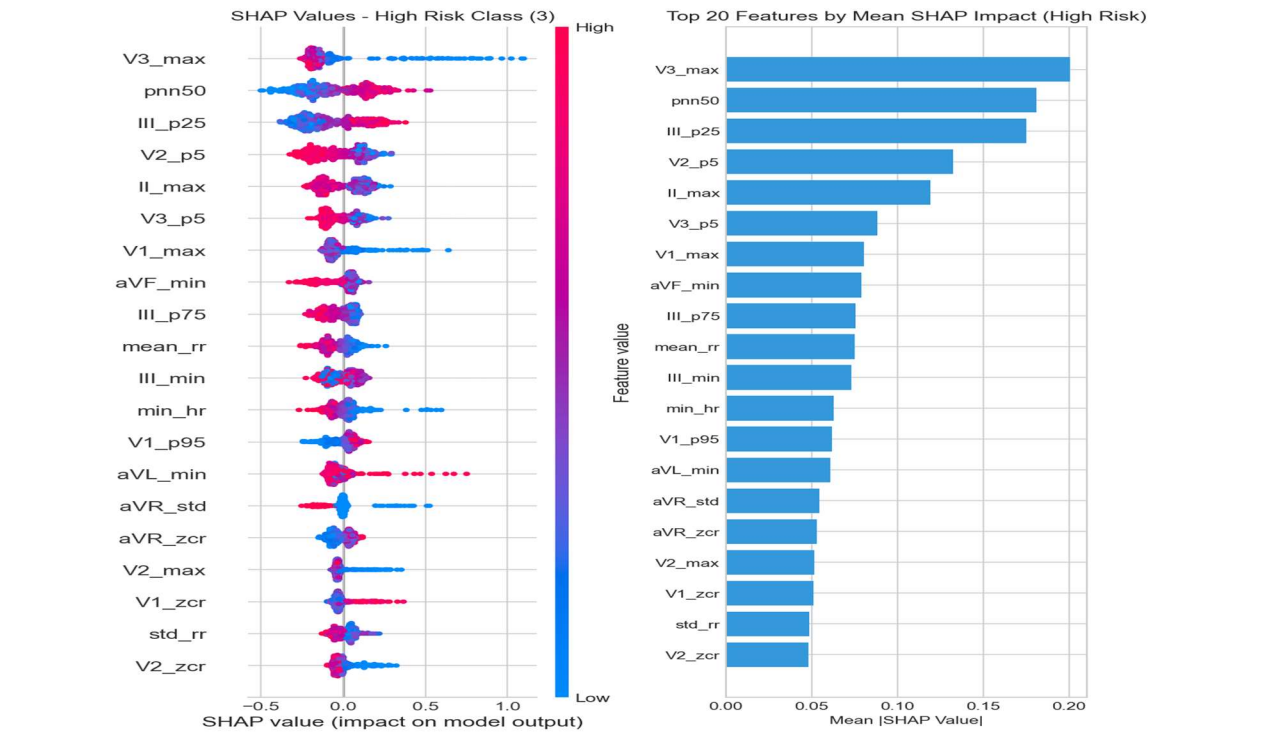 SHAP Values - High Risk Class (3)
High
V3_max
pnn50
III_p25
V2_p5
II_max
V3_p5
V1_max
aVF_min
III_p75
mean_rr
III_min
min_hr
V1_p95
aVL_min
aVR_std
aVR_zcr
V2_max
V1_zcr
std_rr
V2_zcr
Low
Feature value
−0.5 0.0 0.5 1.0
SHAP value (impact on model output)
Top 20 Features by Mean SHAP Impact (High Risk)
V3_max
pnn50
III_p25
V2_p5
II_max
V3_p5
V1_max
aVF_min
III_p75
mean_rr
III_min
min_hr
V1_p95
aVL_min
aVR_std
aVR_zcr
V2_max
V1_zcr
std_rr
V2_zcr
0.00 0.05 0.10 0.15 0.20
Mean |SHAP Value|